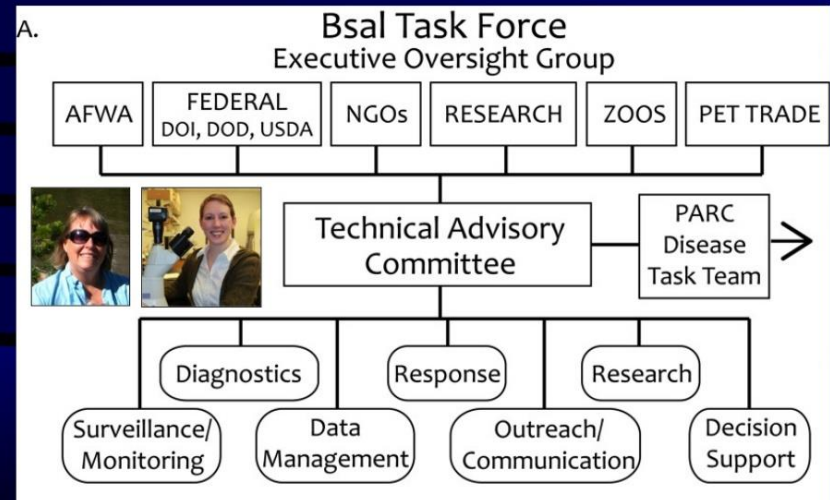 A.
Bsal Task Force
Executive Oversight Group
AFWA
FEDERAL
DOI, DOD, USDA
NGOs
RESEARCH
ZOOS
PET TRADE
Technical Advisory
Committee
PARC
Disease
Task Team
Diagnostics
Response
Research
Surveillance/
Monitoring
Data
Management
Outreach/
Communication
Decision
Support